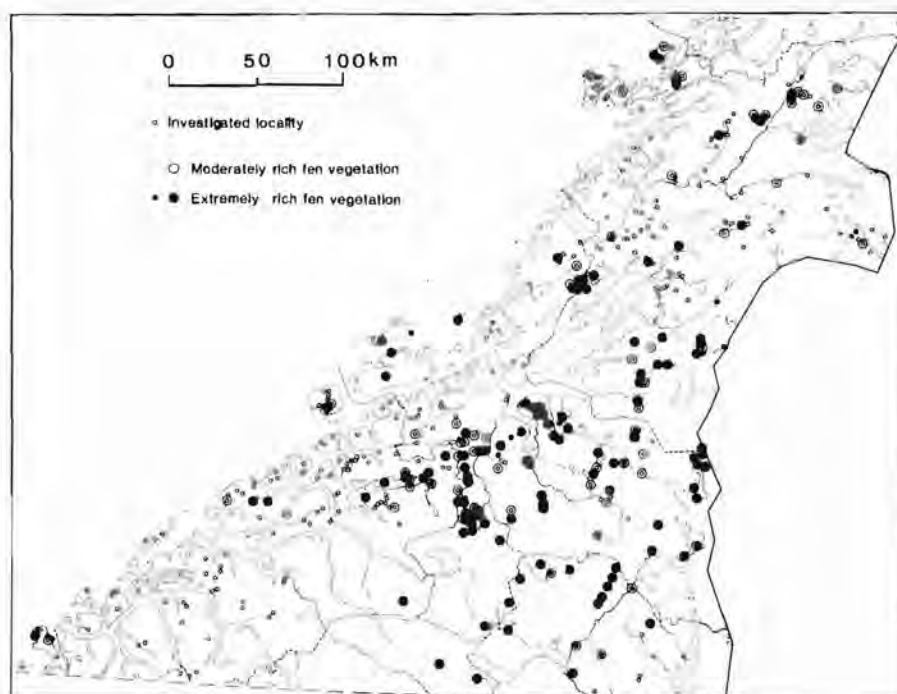 0 50 100km
Investigated locality
Moderately rich fen vegetation
Extremely rich fen vegetation